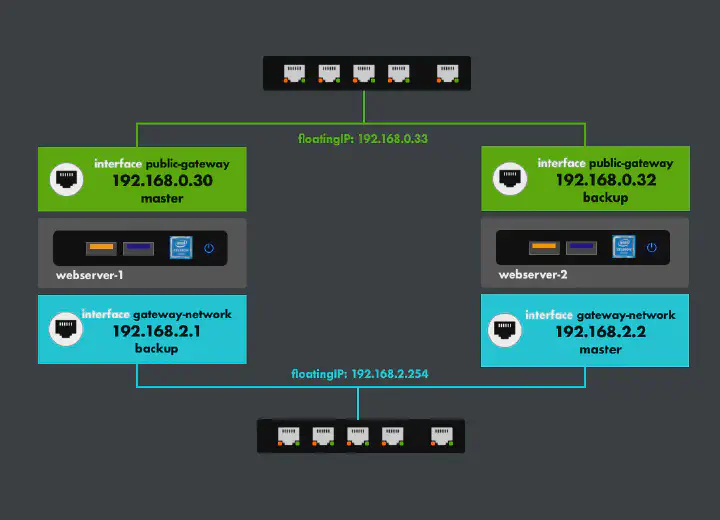 floatingIP: 192.168.0.33
interface public-gateway
192.168.0.30
master
interface public-gateway
192.168.0.32
backup
webserver-1
webserver-2
interface gateway-network
192.168.2.1
backup
interface gateway-network
192.168.2.2
master
floatingIP: 192.168.2.254